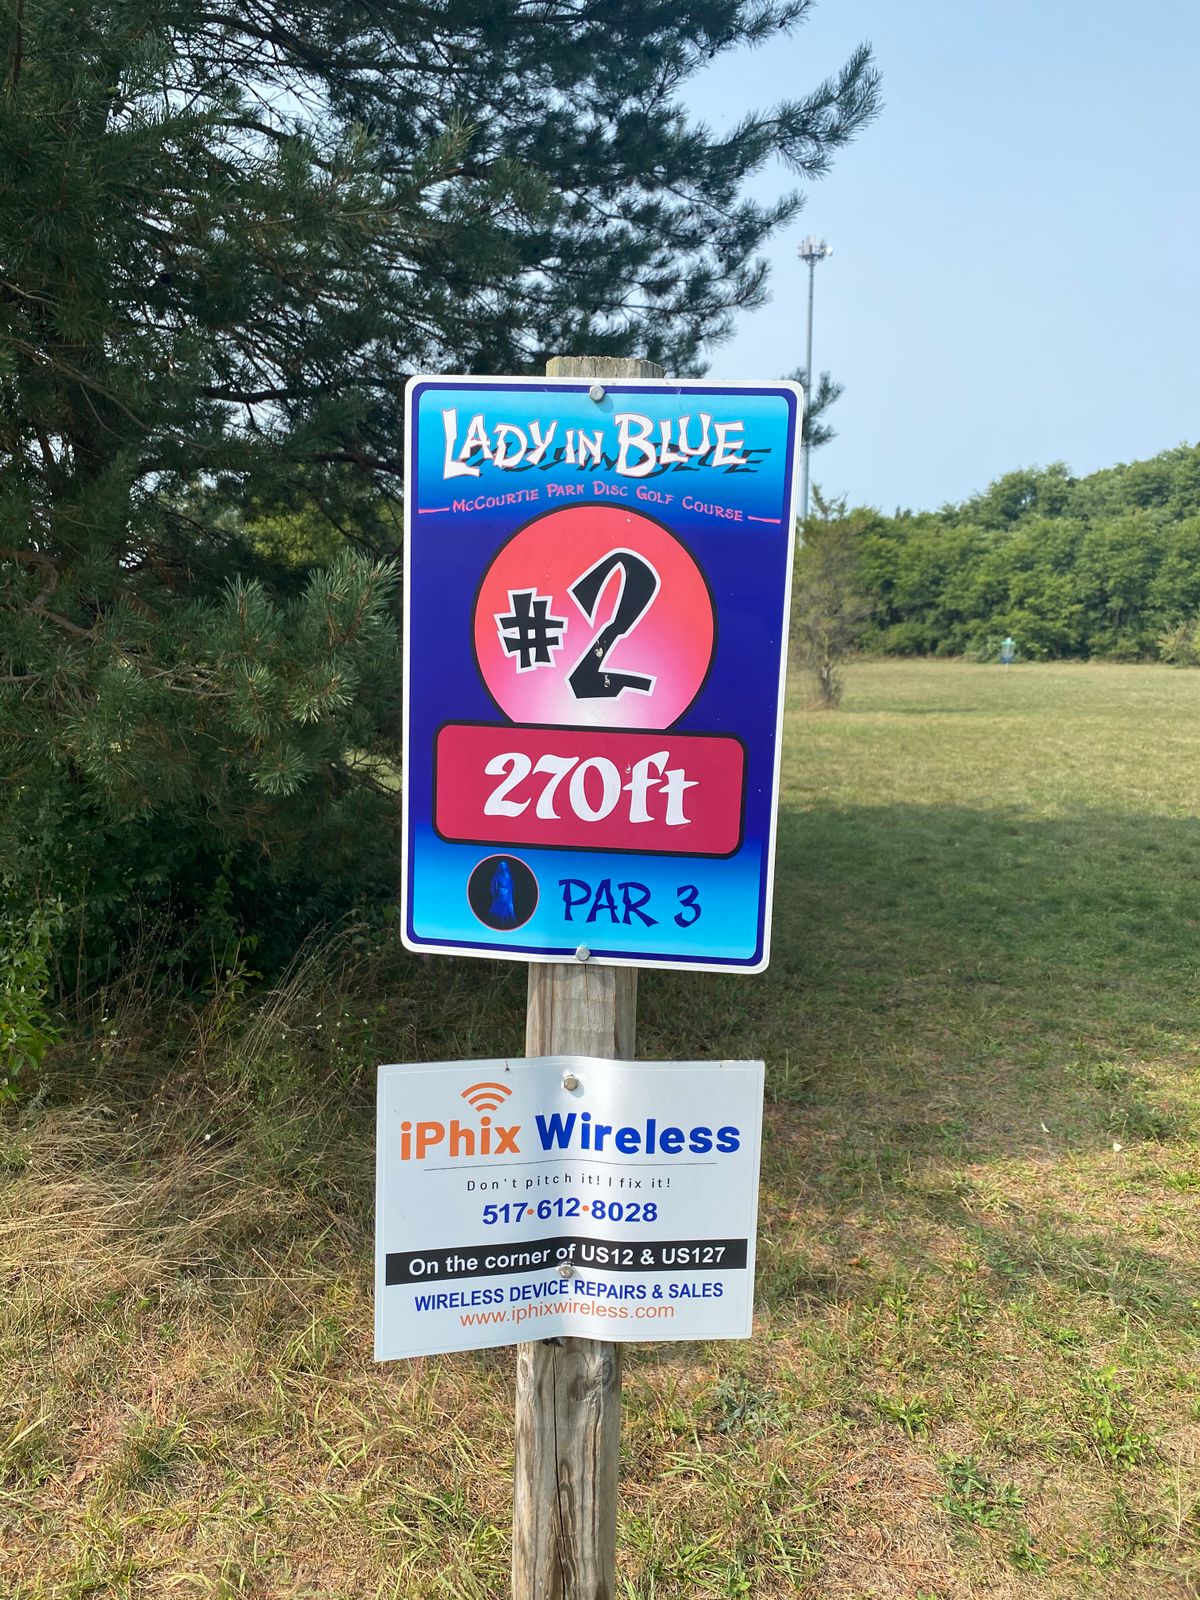 LADY IN BLUE
McCourtie Park Disc Golf Course
#2
270ft
PAR 3
iPhix Wireless
Don't pitch it! I fix it!
517•612•8028
On the corner of US12 & US127
WIRELESS DEVICE REPAIRS & SALES
www.iphixwireless.com